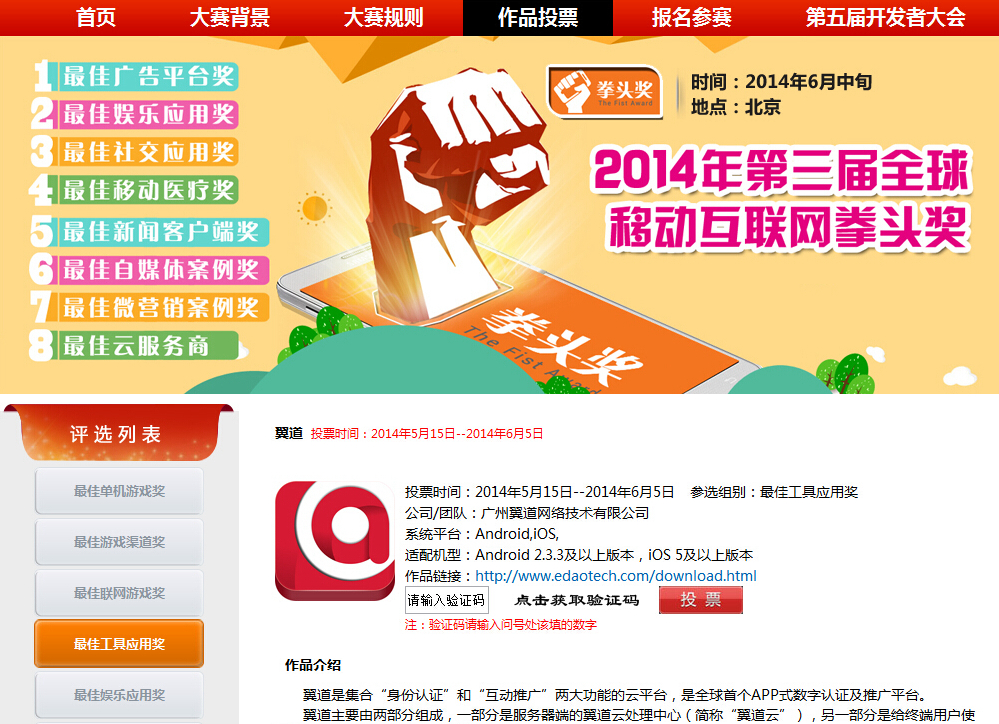 首页 大赛背景 大赛规则 作品投票 报名参赛 第五届开发者大会
1 最佳广告平台奖
2 最佳娱乐应用奖
3 最佳社交应用奖
4 最佳移动医疗奖
5 最佳新闻客户端奖
6 最佳自媒体案例奖
7 最佳微营销案例奖
8 最佳云服务商
拳头奖
The Fist Award
时间：2014年6月中旬
地点：北京
2014年第三届全球
移动互联网拳头奖
拳头奖
The Fist Award
评选列表
最佳单机游戏奖
最佳游戏渠道奖
最佳联网游戏奖
最佳工具应用奖
最佳娱乐应用奖
翼道 投票时间：2014年5月15日--2014年6月5日
投票时间：2014年5月15日--2014年6月5日 参选组别：最佳工具应用奖
公司/团队：广州翼道网络技术有限公司
系统平台：Android,iOS,
适配机型：Android 2.3.3及以上版本，iOS 5及以上版本
作品链接：http://www.edaotech.com/download.html
请输入验证码 点击获取验证码 投 票
注：验证码请输入问号处该填的数字
作品介绍
翼道是集合“身份认证”和“互动推广”两大功能的云平台，是全球首个APP式数字认证及推广平台。
翼道主要由两部分组成，一部分是服务器端的翼道云处理中心（简称“翼道云”），另一部分是给终端用户使